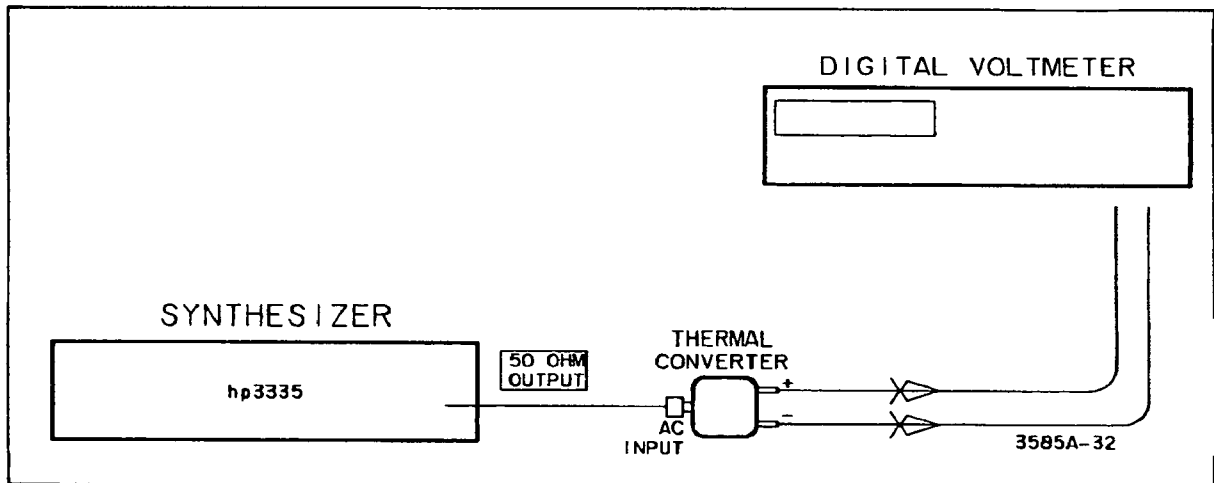 DIGITAL VOLTMETER
SYNTHESIZER
hp3335
50 OHM
OUTPUT
THERMAL
CONVERTER
+
-
AC
INPUT
3585A-32